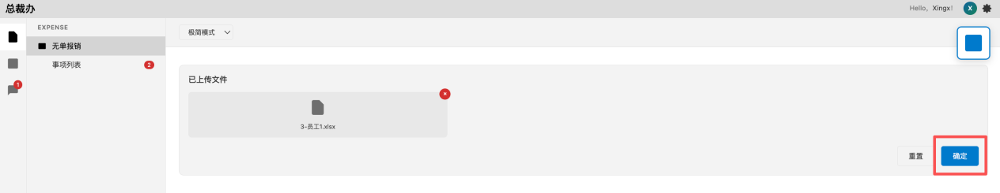 总裁办
Hello, Xingx!
X
EXPENSE
无单报销
事项列表
2
1
极简模式
已上传文件
×
3-员工1.xlsx
重置
确定